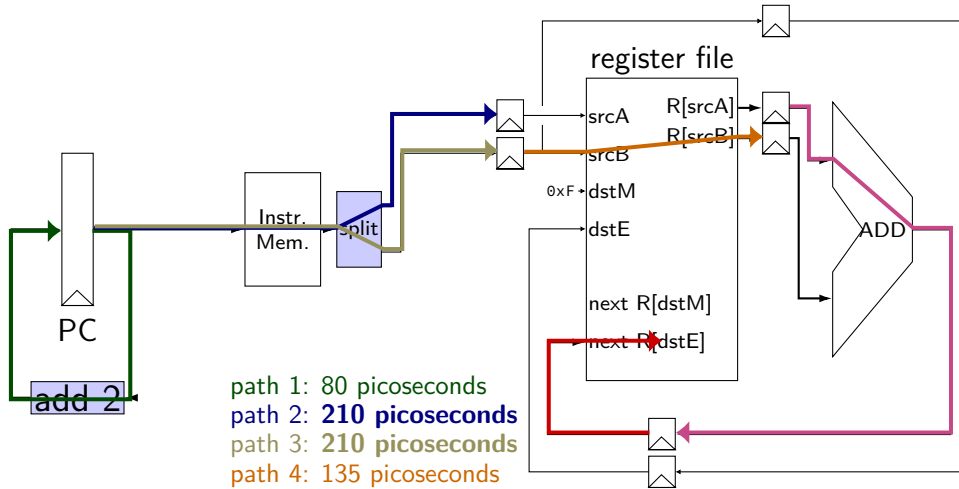 register file
srcA
R[srcA]
srcB
R[srcB]
0xF
dstM
Instr.
Mem.
split
dstE
ADD
PC
next R[dstM]
next R[dstE]
add 2
path 1: 80 picoseconds
path 2: 210 picoseconds
path 3: 210 picoseconds
path 4: 135 picoseconds